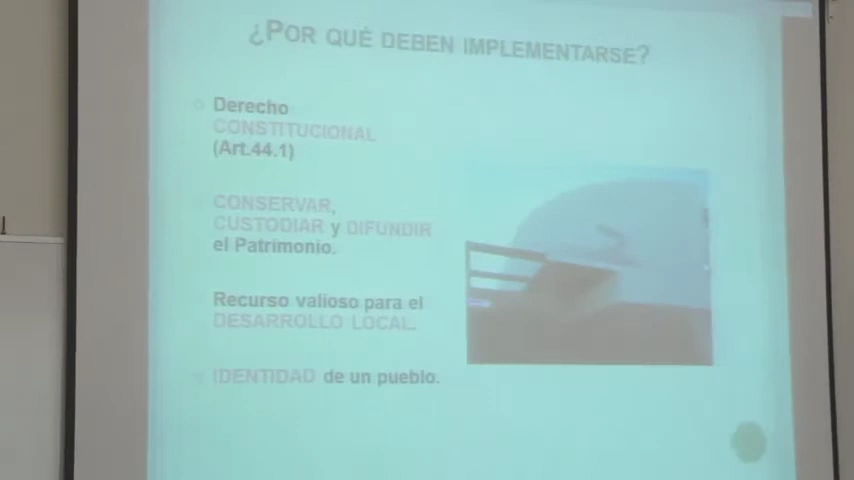 ¿POR QUÉ DEBEN IMPLEMENTARSE?
Derecho
CONSTITUCIONAL
(Art.44.1)
CONSERVAR,
CUSTODIAR y DIFUNDIR
el Patrimonio.
Recurso valioso para el
DESARROLLO LOCAL.
IDENTIDAD de un pueblo.